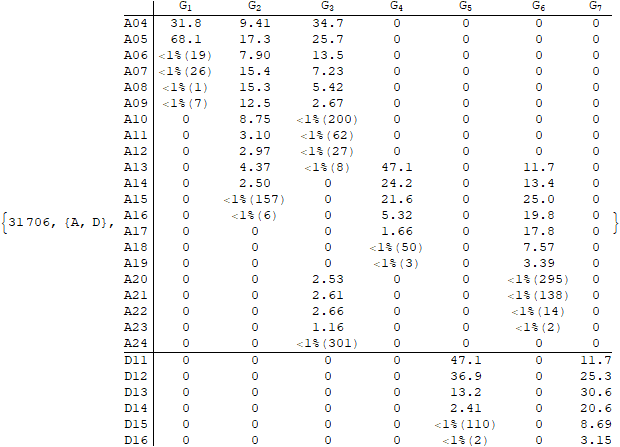 G₁ G₂ G₃ G₄ G₅ G₆ G₇
A04 31.8 9.41 34.7 0 0 0 0
A05 68.1 17.3 25.7 0 0 0 0
A06 <1%(19) 7.90 13.5 0 0 0 0
A07 <1%(26) 15.4 7.23 0 0 0 0
A08 <1%(1) 15.3 5.42 0 0 0 0
A09 <1%(7) 12.5 2.67 0 0 0 0
A10 0 8.75 <1%(200) 0 0 0 0
A11 0 3.10 <1%(62) 0 0 0 0
A12 0 2.97 <1%(27) 0 0 0 0
A13 0 4.37 <1%(8) 47.1 0 11.7 0
A14 0 2.50 0 24.2 0 13.4 0
A15 0 <1%(157) 0 21.6 0 25.0 0
{31706, {A, D}, A16 0 <1%(6) 0 5.32 0 19.8 0 }
A17 0 0 0 1.66 0 17.8 0
A18 0 0 0 <1%(50) 0 7.57 0
A19 0 0 0 <1%(3) 0 3.39 0
A20 0 0 2.53 0 0 <1%(295) 0
A21 0 0 2.61 0 0 <1%(138) 0
A22 0 0 2.66 0 0 <1%(14) 0
A23 0 0 1.16 0 0 <1%(2) 0
A24 0 0 <1%(301) 0 0 0 0
D11 0 0 0 0 47.1 0 11.7
D12 0 0 0 0 36.9 0 25.3
D13 0 0 0 0 13.2 0 30.6
D14 0 0 0 0 2.41 0 20.6
D15 0 0 0 0 <1%(110) 0 8.69
D16 0 0 0 0 <1%(2) 0 3.15